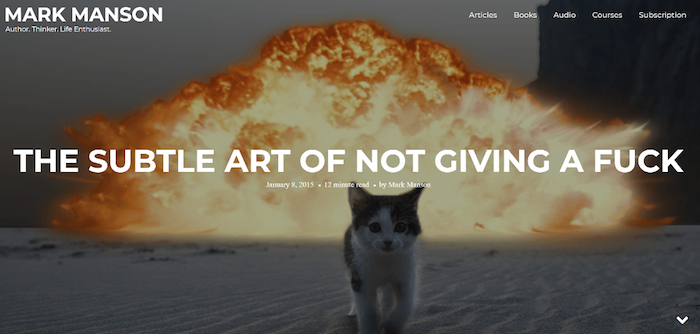 MARK MANSON
Author. Thinker. Life Enthusiast.
Articles Books Audio Courses Subscription
THE SUBTLE ART OF NOT GIVING A FUCK
January 8, 2015 • 12 minute read • by Mark Manson